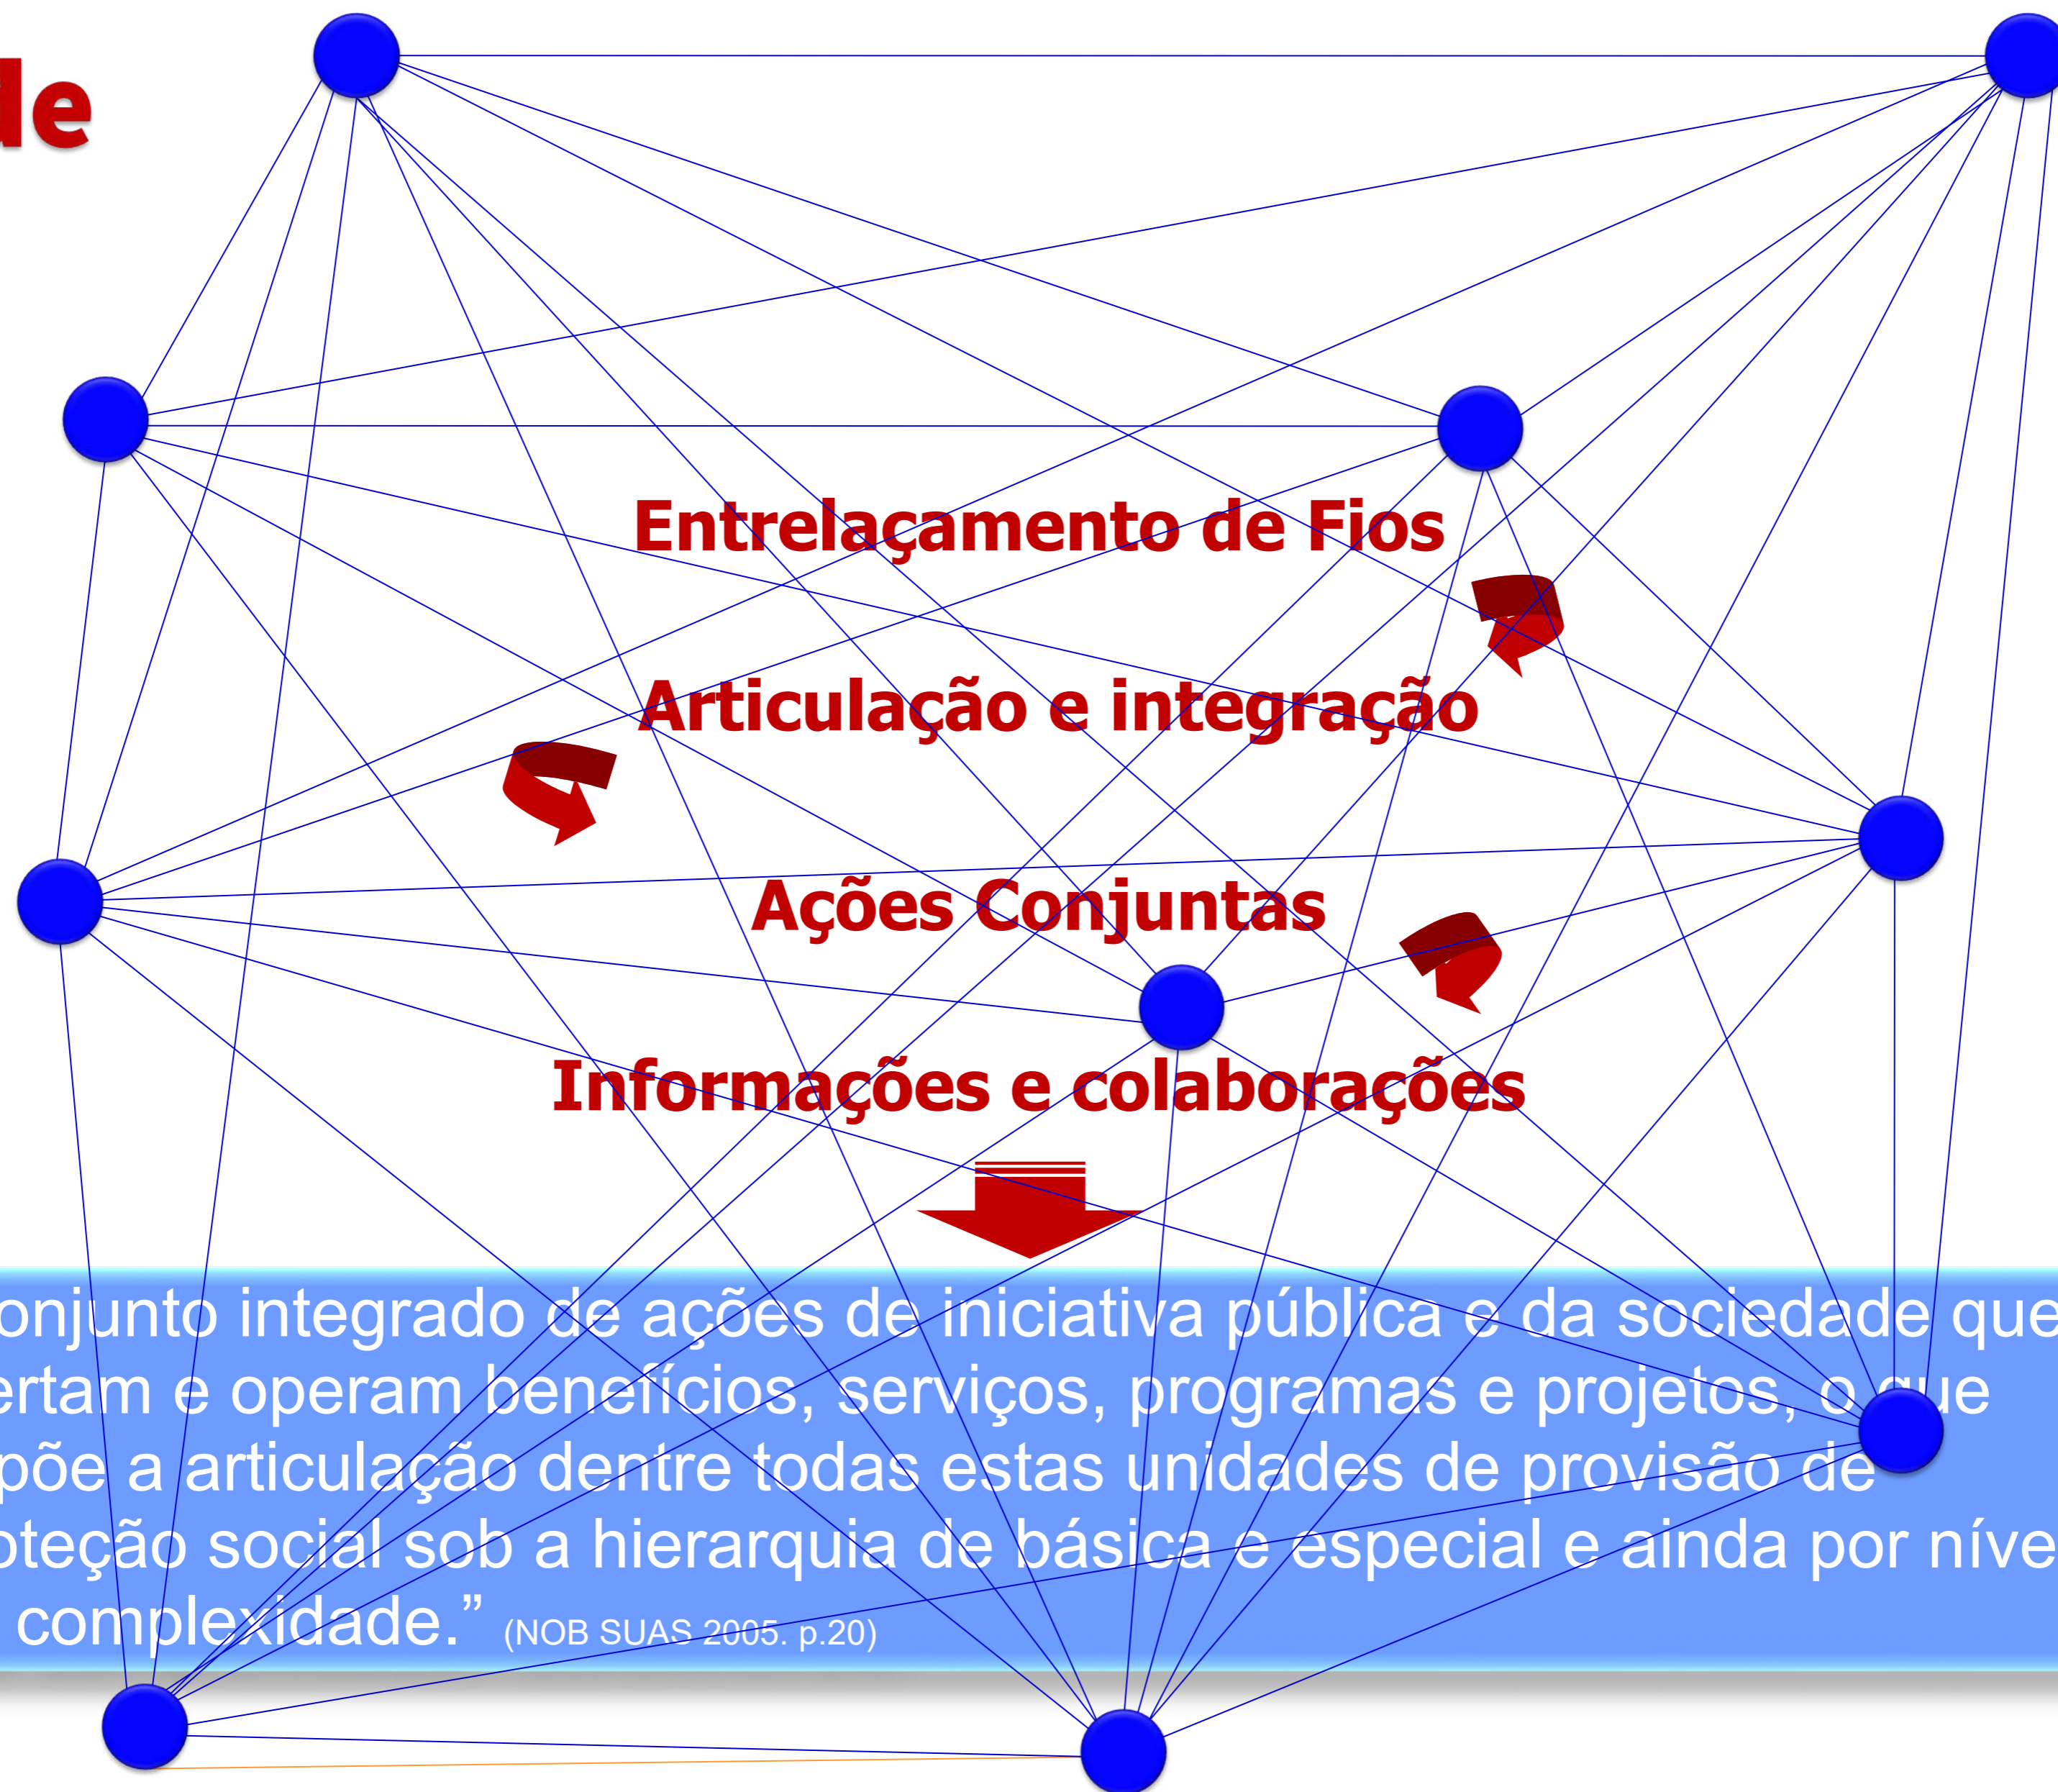 de
Entrelaçamento de Fios
Articulação e integração
Ações Conjuntas
Informações e colaborações
onjunto integrado de ações de iniciativa pública e da sociedade que
ertam e operam benefícios, serviços, programas e projetos, o que
põe a articulação dentre todas estas unidades de provisão de
oteção social sob a hierarquia de básica e especial e ainda por níve
complexidade.” (NOB SUAS 2005. p.20)